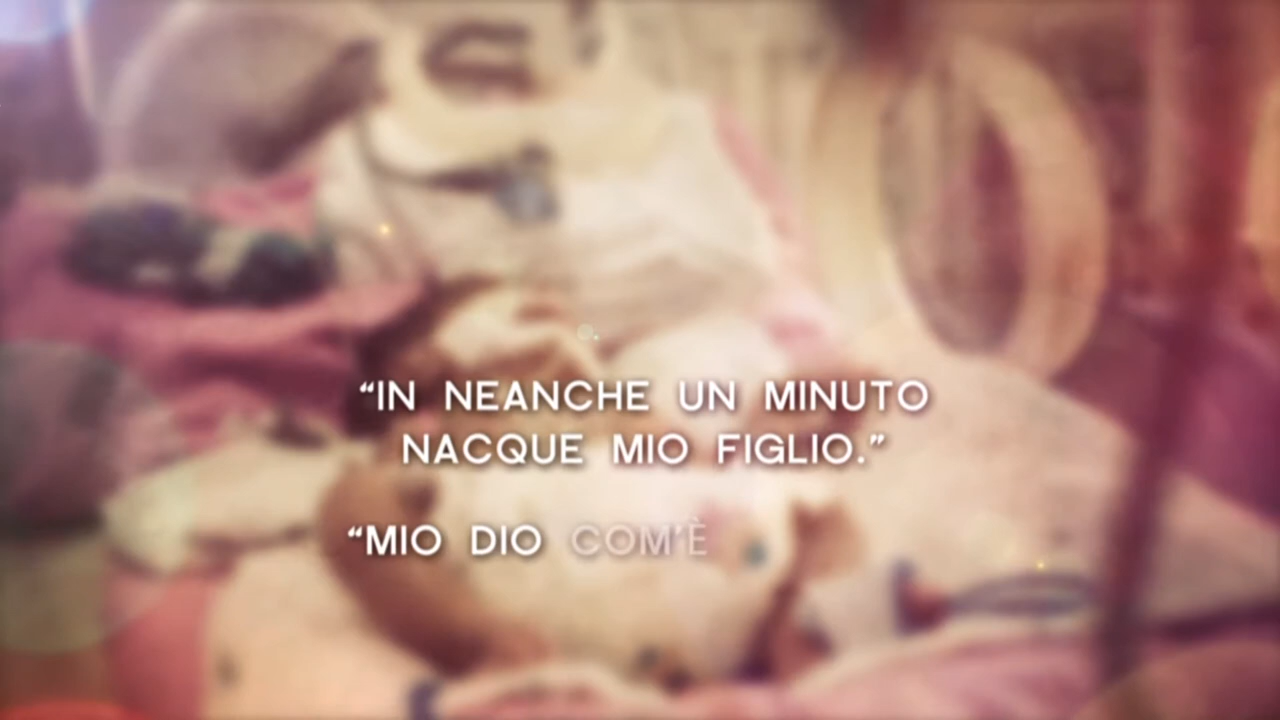 “IN NEANCHE UN MINUTO
NACQUE MIO FIGLIO.”
“MIO DIO COM’È